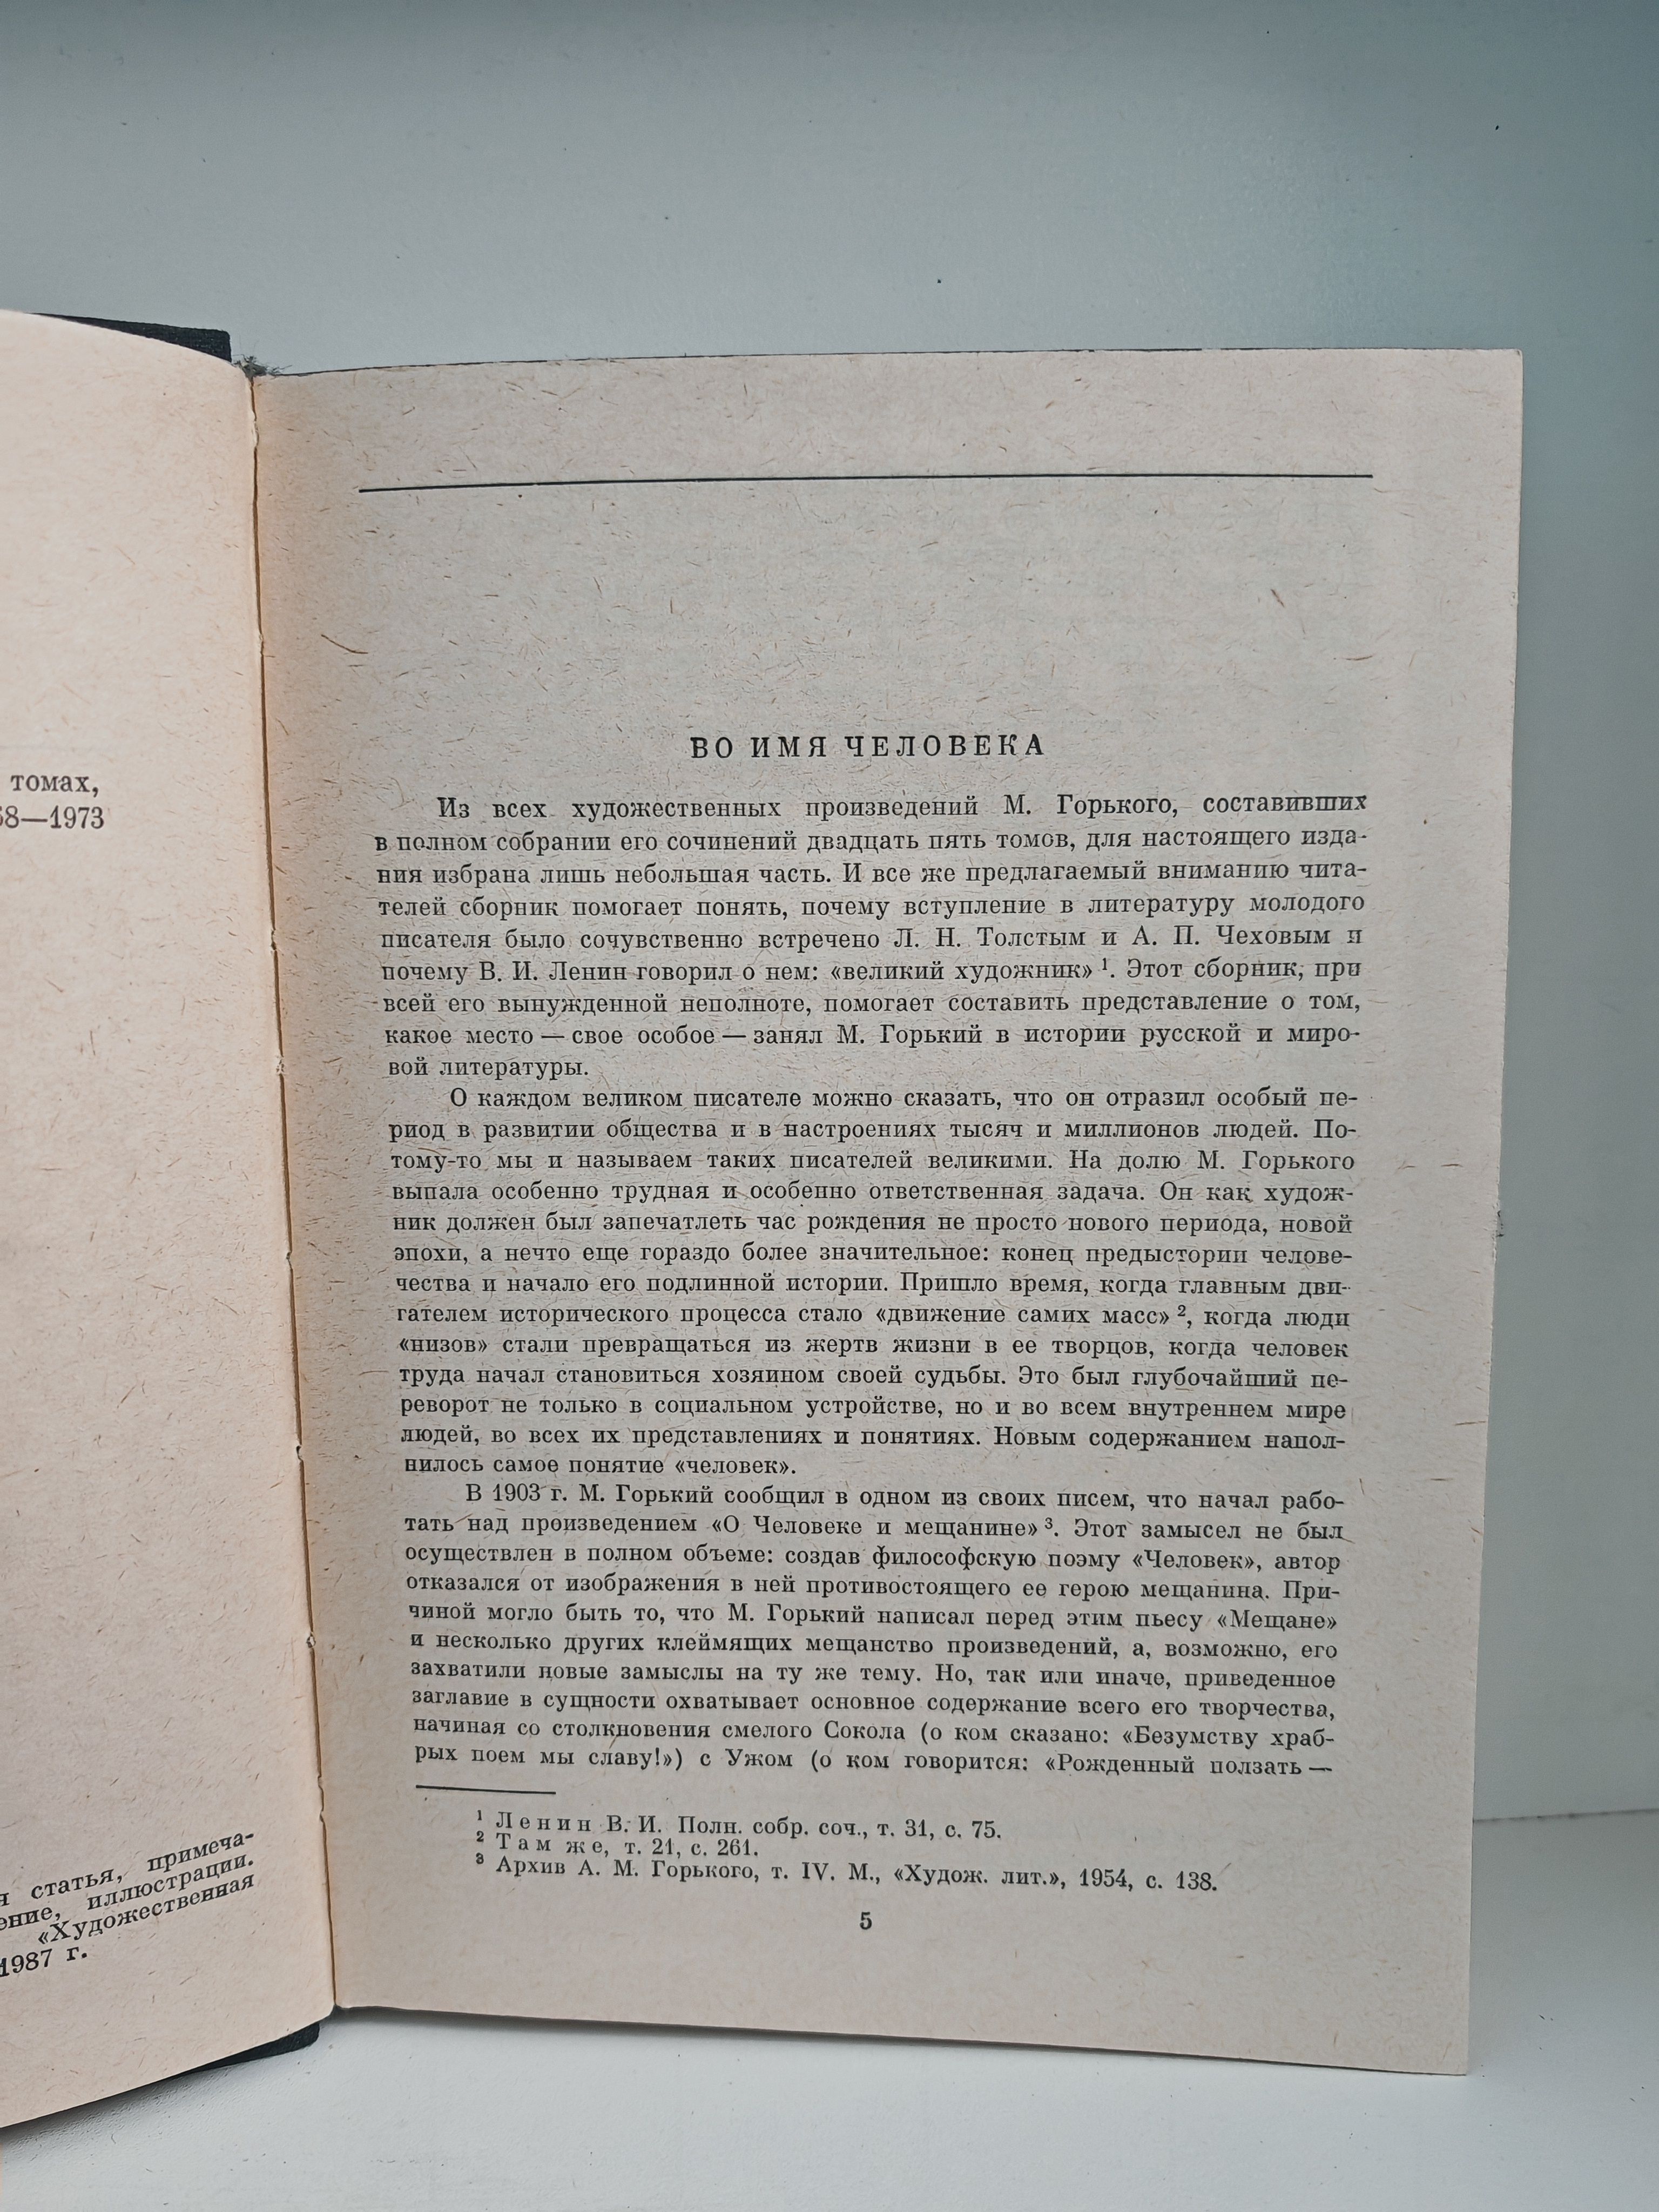 томах,
68—1973
статья, примеча-
ение, иллюстрации.
«Художественная
1987 г.
ВО ИМЯ ЧЕЛОВЕКА
Из всех художественных произведений М. Горького, составивших
в полном собрании его сочинений двадцать пять томов, для настоящего изда-
ния избрана лишь небольшая часть. И все же предлагаемый вниманию чита-
телей сборник помогает понять, почему вступление в литературу молодого
писателя было сочувственно встречено Л. Н. Толстым и А. П. Чеховым и
почему В. И. Ленин говорил о нем: «великий художник» ¹. Этот сборник, при
всей его вынужденной неполноте, помогает составить представление о том,
какое место — свое особое — занял М. Горький в истории русской и миро-
вой литературы.
О каждом великом писателе можно сказать, что он отразил особый пе-
риод в развитии общества и в настроениях тысяч и миллионов людей. По-
тому-то мы и называем таких писателей великими. На долю М. Горького
выпала особенно трудная и особенно ответственная задача. Он как худож-
ник должен был запечатлеть час рождения не просто нового периода, новой
эпохи, а нечто еще гораздо более значительное: конец предыстории челове-
чества и начало его подлинной истории. Пришло время, когда главным дви-
гателем исторического процесса стало «движение самих масс» ², когда люди
«низов» стали превращаться из жертв жизни в ее творцов, когда человек
труда начал становиться хозяином своей судьбы. Это был глубочайший пе-
реворот не только в социальном устройстве, но и во всем внутреннем мире
людей, во всех их представлениях и понятиях. Новым содержанием напол-
нилось самое понятие «человек».
В 1903 г. М. Горький сообщил в одном из своих писем, что начал рабо-
тать над произведением «О Человеке и мещанине» ³. Этот замысел не был
осуществлен в полном объеме: создав философскую поэму «Человек», автор
отказался от изображения в ней противостоящего ее герою мещанина. При-
чиной могло быть то, что М. Горький написал перед этим пьесу «Мещане»
и несколько других клеймящих мещанство произведений, а, возможно, его
захватили новые замыслы на ту же тему. Но, так или иначе, приведенное
заглавие в сущности охватывает основное содержание всего его творчества,
начиная со столкновения смелого Сокола (о ком сказано: «Безумству храб-
рых поем мы славу!») с Ужом (о ком говорится: «Рожденный ползать —
¹ Ленин В. И. Полн. собр. соч., т. 31, с. 75.
² Там же, т. 21, с. 261.
³ Архив А. М. Горького, т. IV. М., «Худож. лит.», 1954, с. 138.
5